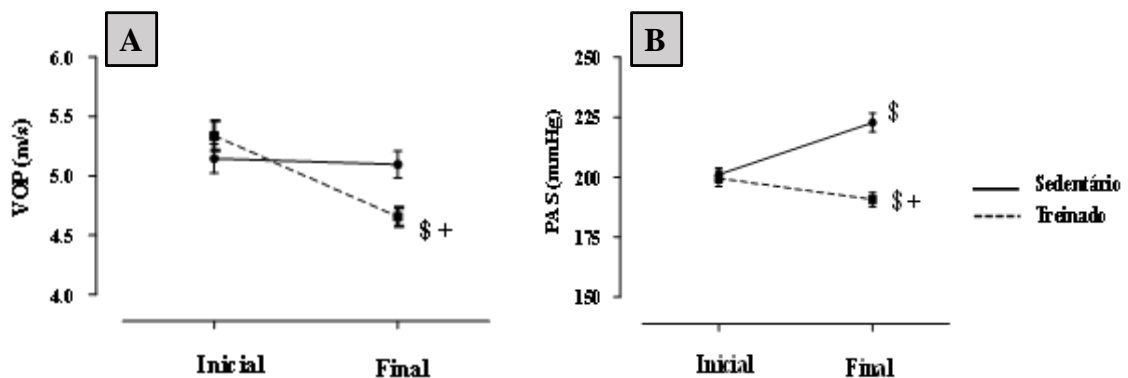 A
VOP (m/s)
6.0
5.5
5.0
4.5
4.0
$ +
Inicial
Final
B
PAS (mmHg)
250
225
200
175
150
$
$ +
Inicial
Final
Sedentário
Treinado